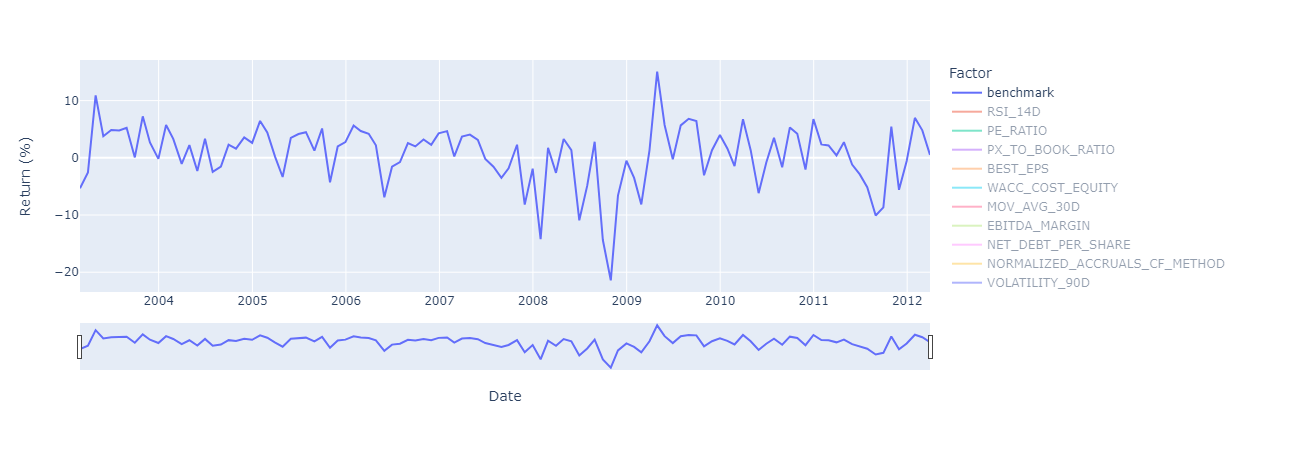 Factor
benchmark
RSI_14D
PE_RATIO
PX_TO_BOOK_RATIO
BEST_EPS
WACC_COST_EQUITY
MOV_AVG_30D
EBITDA_MARGIN
NET_DEBT_PER_SHARE
NORMALIZED_ACCRUALS_CF_METHOD
VOLATILITY_90D
Return (%)
10
0
−10
−20
2004 2005 2006 2007 2008 2009 2010 2011 2012
Date